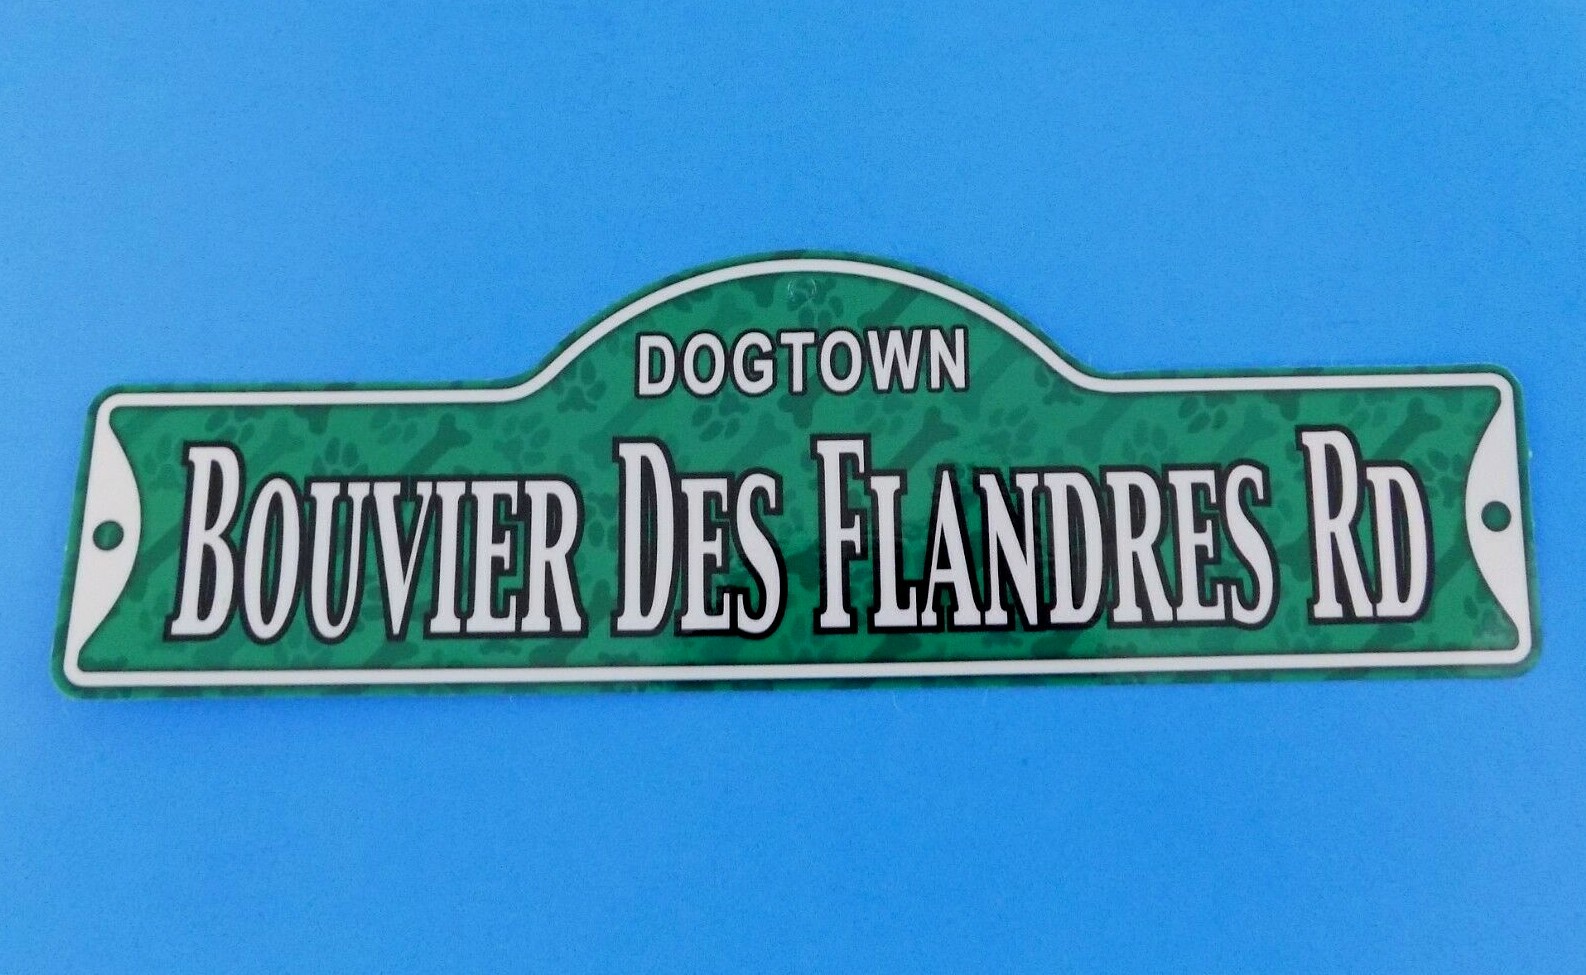 DOGTOWN
BOUVIER DES FLANDRES RD